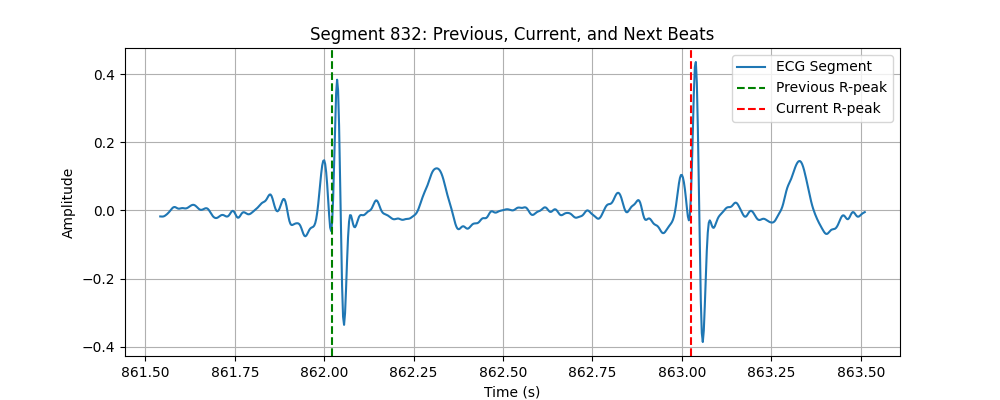 Segment 832: Previous, Current, and Next Beats
ECG Segment
Previous R-peak
Current R-peak
0.4
0.2
0.0
−0.2
−0.4
Amplitude
861.50 861.75 862.00 862.25 862.50 862.75 863.00 863.25 863.50
Time (s)